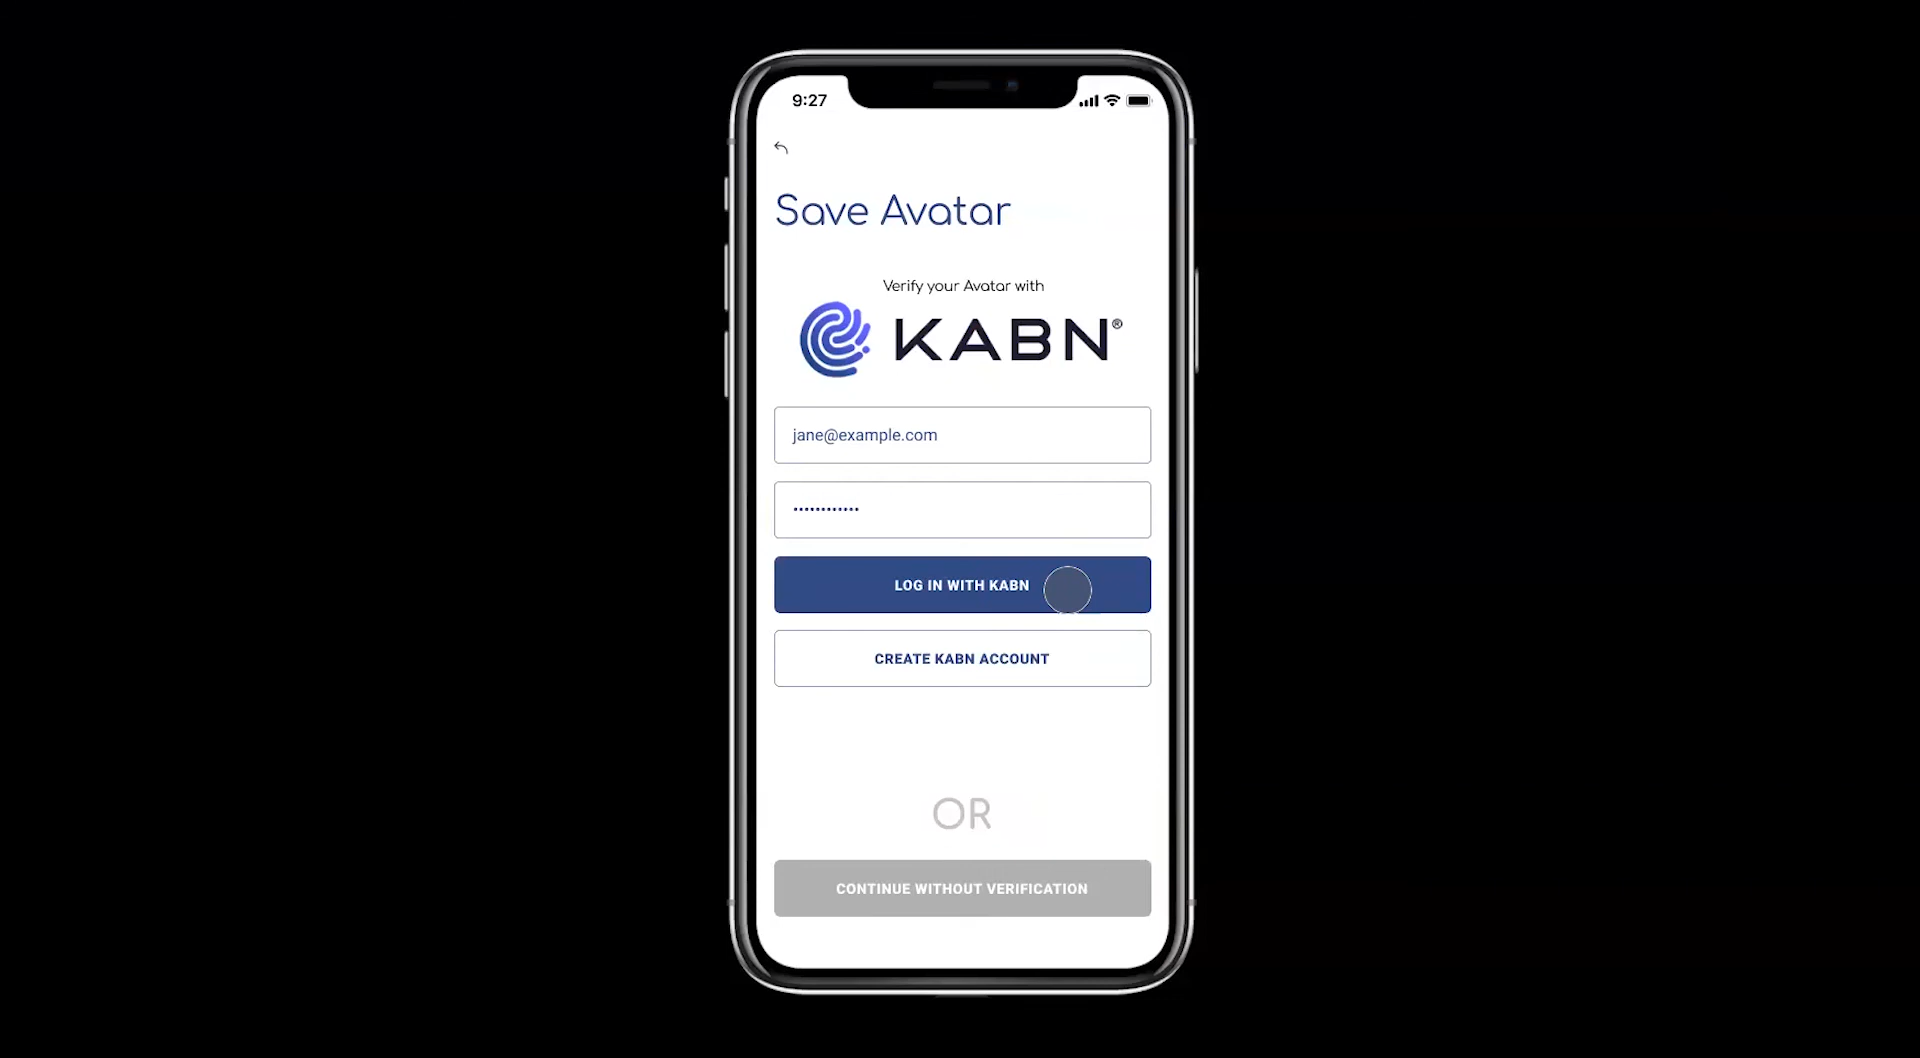 9:27
Save Avatar
Verify your Avatar with
KABN®
jane@example.com
••••••••••••
LOG IN WITH KABN
CREATE KABN ACCOUNT
OR
CONTINUE WITHOUT VERIFICATION